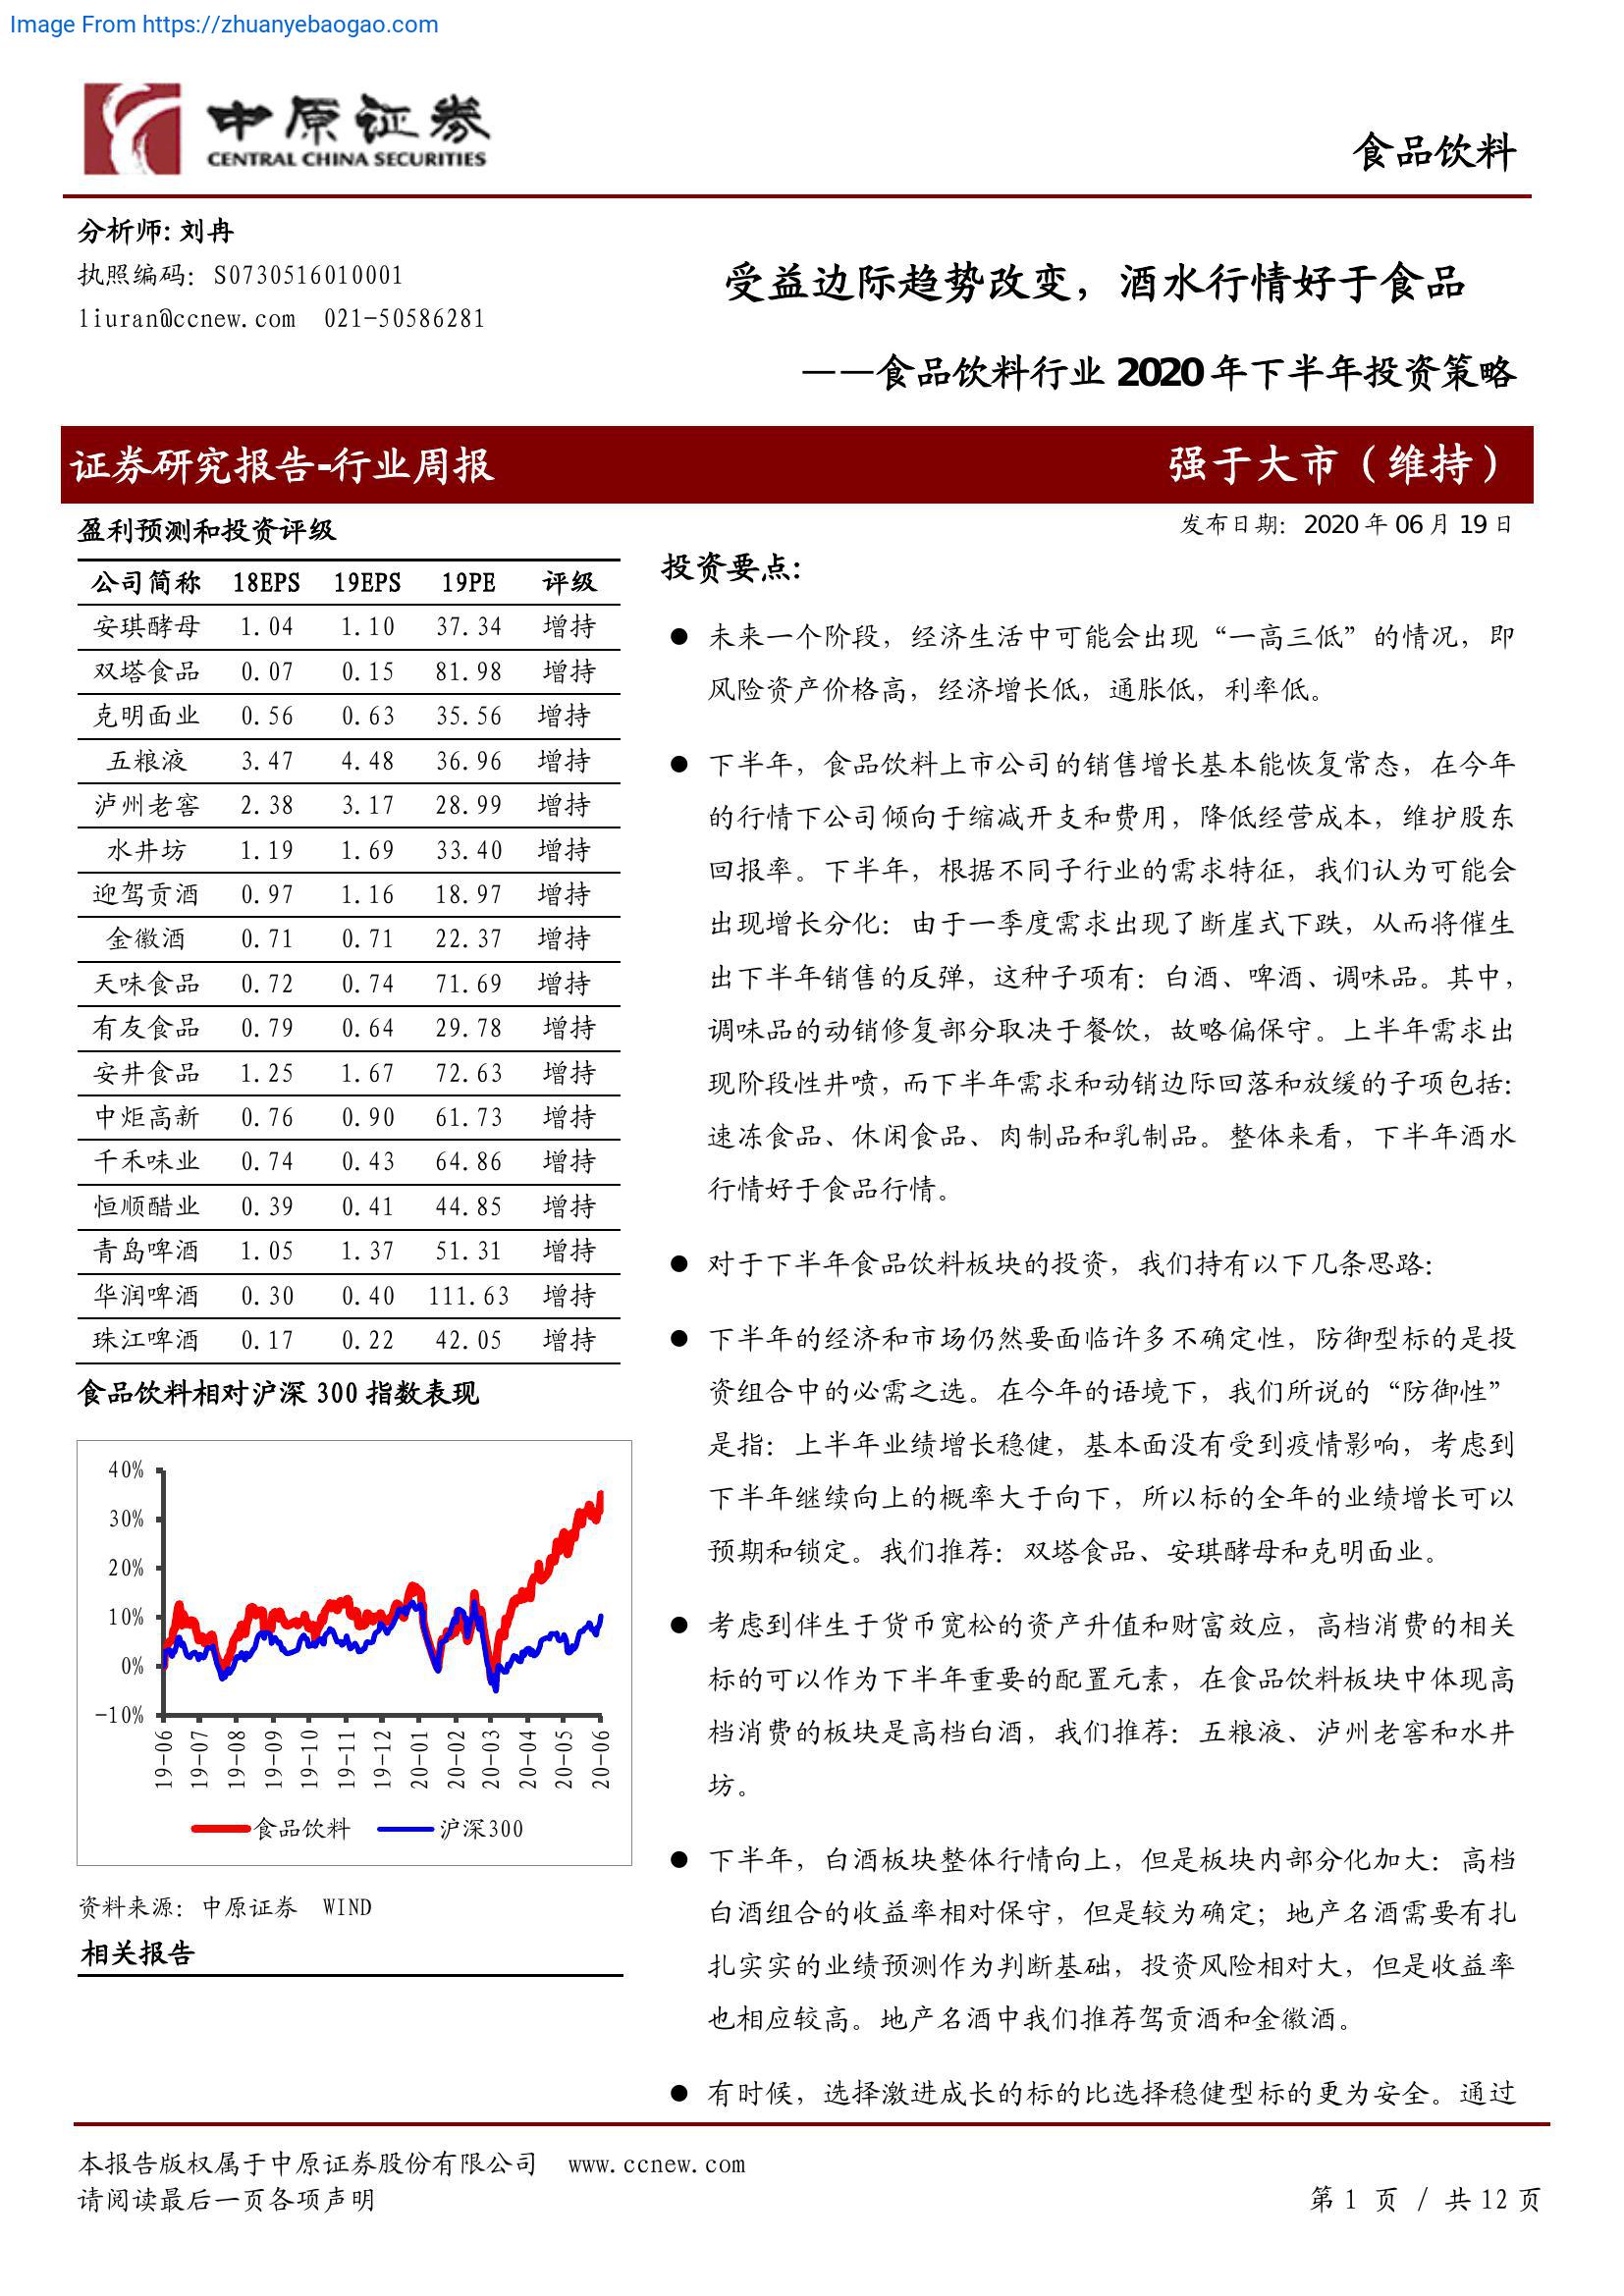 Image From https://zhuanyebaogao.com
中原证券
CENTRAL CHINA SECURITIES
食品饮料
分析师:刘冉
执照编码：S0730516010001
liuran@ccnew.com 021-50586281
受益边际趋势改变，酒水行情好于食品
——食品饮料行业 2020 年下半年投资策略
证券研究报告-行业周报
强于大市（维持）
盈利预测和投资评级
公司简称 18EPS 19EPS 19PE 评级
安琪酵母 1.04 1.10 37.34 增持
双塔食品 0.07 0.15 81.98 增持
克明面业 0.56 0.63 35.56 增持
五粮液 3.47 4.48 36.96 增持
泸州老窖 2.38 3.17 28.99 增持
水井坊 1.19 1.69 33.40 增持
迎驾贡酒 0.97 1.16 18.97 增持
金徽酒 0.71 0.71 22.37 增持
天味食品 0.72 0.74 71.69 增持
有友食品 0.79 0.64 29.78 增持
安井食品 1.25 1.67 72.63 增持
中炬高新 0.76 0.90 61.73 增持
千禾味业 0.74 0.43 64.86 增持
恒顺醋业 0.39 0.41 44.85 增持
青岛啤酒 1.05 1.37 51.31 增持
华润啤酒 0.30 0.40 111.63 增持
珠江啤酒 0.17 0.22 42.05 增持
食品饮料相对沪深 300 指数表现
40%
30%
20%
10%
0%
-10%
19-06 19-07 19-08 19-09 19-10 19-11 19-12 20-01 20-02 20-03 20-04 20-05 20-06
食品饮料 沪深300
资料来源：中原证券 WIND
相关报告
发布日期：2020 年 06 月 19 日
投资要点:
● 未来一个阶段，经济生活中可能会出现“一高三低”的情况，即
风险资产价格高，经济增长低，通胀低，利率低。
● 下半年，食品饮料上市公司的销售增长基本能恢复常态，在今年
的行情下公司倾向于缩减开支和费用，降低经营成本，维护股东
回报率。下半年，根据不同子行业的需求特征，我们认为可能会
出现增长分化：由于一季度需求出现了断崖式下跌，从而将催生
出下半年销售的反弹，这种子项有：白酒、啤酒、调味品。其中，
调味品的动销修复部分取决于餐饮，故略偏保守。上半年需求出
现阶段性井喷，而下半年需求和动销边际回落和放缓的子项包括：
速冻食品、休闲食品、肉制品和乳制品。整体来看，下半年酒水
行情好于食品行情。
● 对于下半年食品饮料板块的投资，我们持有以下几条思路：
● 下半年的经济和市场仍然要面临许多不确定性，防御型标的是投
资组合中的必需之选。在今年的语境下，我们所说的“防御性”
是指：上半年业绩增长稳健，基本面没有受到疫情影响，考虑到
下半年继续向上的概率大于向下，所以标的全年的业绩增长可以
预期和锁定。我们推荐：双塔食品、安琪酵母和克明面业。
● 考虑到伴生于货币宽松的资产升值和财富效应，高档消费的相关
标的可以作为下半年重要的配置元素，在食品饮料板块中体现高
档消费的板块是高档白酒，我们推荐：五粮液、泸州老窖和水井
坊。
● 下半年，白酒板块整体行情向上，但是板块内部分化加大：高档
白酒组合的收益率相对保守，但是较为确定；地产名酒需要有扎
扎实实的业绩预测作为判断基础，投资风险相对大，但是收益率
也相应较高。地产名酒中我们推荐驾贡酒和金徽酒。
● 有时候，选择激进成长的标的比选择稳健型标的更为安全。通过
本报告版权属于中原证券股份有限公司 www.ccnew.com
请阅读最后一页各项声明
第 1 页 / 共 12 页